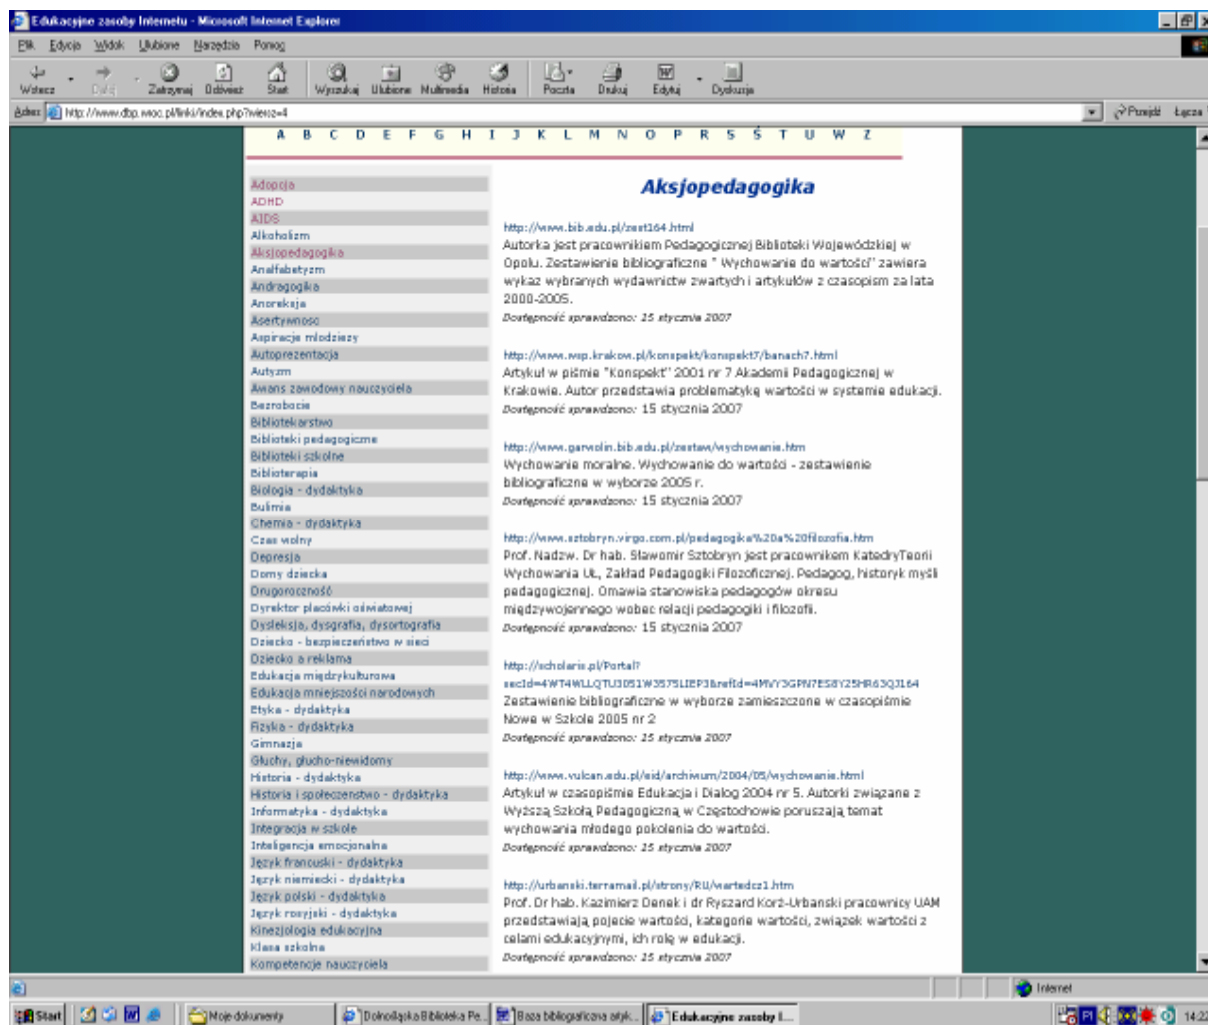 Edukacyjne zasoby Internetu - Microsoft Internet Explorer
Plik Edycja Widok Ulubione Narzędzia Pomoc
Wstecz Dalej Zatrzymaj Odśwież Start Wyszukaj Ulubione Multimedia Historia Poczta Drukuj Edytuj Dyskusja
Adres http://www.dbp.wroc.pl/linki/index.php?wiersz=4 Przejdź Łącza
A B C D E F G H I J K L M N O P R S Ś T U W Z
Adopcja
ADHD
AIDS
Alkoholizm
Aksjopedagogika
Analfabetyzm
Andragogika
Anoreksja
Asertywnosc
Aspiracje mlodziezy
Autoprezentacja
Autyzm
Awans zawodowy nauczyciela
Bezrobocie
Bibliotekarstwo
Biblioteki pedagogiczne
Biblioteki szkolne
Biblioterapia
Biologia - dydaktyka
Bulimia
Chemia - dydaktyka
Czas wolny
Depresja
Domy dziecka
Drugoroczność
Dyrektor placówki oświatowej
Dysleksja, dysgrafia, dysortografia
Dziecko - bezpieczeństwo w sieci
Dziecko a reklama
Edukacja międzykulturowa
Edukacja mniejszości narodowych
Etyka - dydaktyka
Fizyka - dydaktyka
Gimnazja
Głuchy, głucho-niewidomy
Historia - dydaktyka
Historia i społeczenstwo - dydaktyka
Informatyka - dydaktyka
Integracja w szkole
Inteligencja emocjonalna
Język francuski - dydaktyka
Język niemiecki - dydaktyka
Język polski - dydaktyka
Język rosyjski - dydaktyka
Kinezjologia edukacyjna
Klasa szkolna
Kompetencje nauczyciela
Aksjopedagogika
http://www.bib.edu.pl/zest164.html
Autorka jest pracownikiem Pedagogicznej Biblioteki Wojewódzkiej w
Opolu. Zestawienie bibliograficzne " Wychowanie do wartości" zawiera
wykaz wybranych wydawnictw zwartych i artykułów z czasopism za lata
2000-2005.
Dostępność sprawdzono: 15 stycznia 2007
http://www.wsp.krakow.pl/konspekt/konspekt7/banach7.html
Artykuł w piśmie "Konspekt" 2001 nr 7 Akademii Pedagogicznej w
Krakowie. Autor przedstawia problematykę wartości w systemie edukacji.
Dostępność sprawdzono: 15 stycznia 2007
http://www.garwolin.bib.edu.pl/zestaw/wychowanie.htm
Wychowanie moralne. Wychowanie do wartości - zestawienie
bibliograficzne w wyborze 2005 r.
Dostępność sprawdzono: 15 stycznia 2007
http://www.sztobryn.virgo.com.pl/pedagogika%20a%20filozofia.htm
Prof. Nadzw. Dr hab. Sławomir Sztobryn jest pracownikem KatedryTeorii
Wychowania UŁ, Zakład Pedagogiki Filozoficznej. Pedagog, historyk myśli
pedagogicznej. Omawia stanowiska pedagogów okresu
międzywojennego wobec relacji pedagogiki i filozofii.
Dostępność sprawdzono: 15 stycznia 2007
http://scholaris.pl/Portal?
Zestawienie bibliograficzne w wyborze zamieszczone w czasopiśmie
Nowe w Szkole 2005 nr 2
Dostępność sprawdzono: 15 stycznia 2007
http://www.vulcan.edu.pl/eid/archiwum/2004/05/wychowanie.html
Artykuł w czasopiśmie Edukacja i Dialog 2004 nr 5. Autorki związane z
Wyższą Szkołą Pedagogiczną w Częstochowie poruszają temat
wychowania młodego pokolenia do wartości.
Dostępność sprawdzono: 15 stycznia 2007
http://urbanski.terramail.pl/strony/RU/wartedcz1.htm
Prof. Dr hab. Kazimierz Denek i dr Ryszard Korż-Urbanski pracownicy UAM
przedstawiają pojecie wartości, kategorie wartości, związek wartości z
celami edukacyjnymi, ich rolę w edukacji.
Dostępność sprawdzono: 15 stycznia 2007
Internet
Start Moje dokumenty Dolnośląska Biblioteka Pe... Baza bibliograficzna artyk... Edukacyjne zasoby I... Pl 14:22